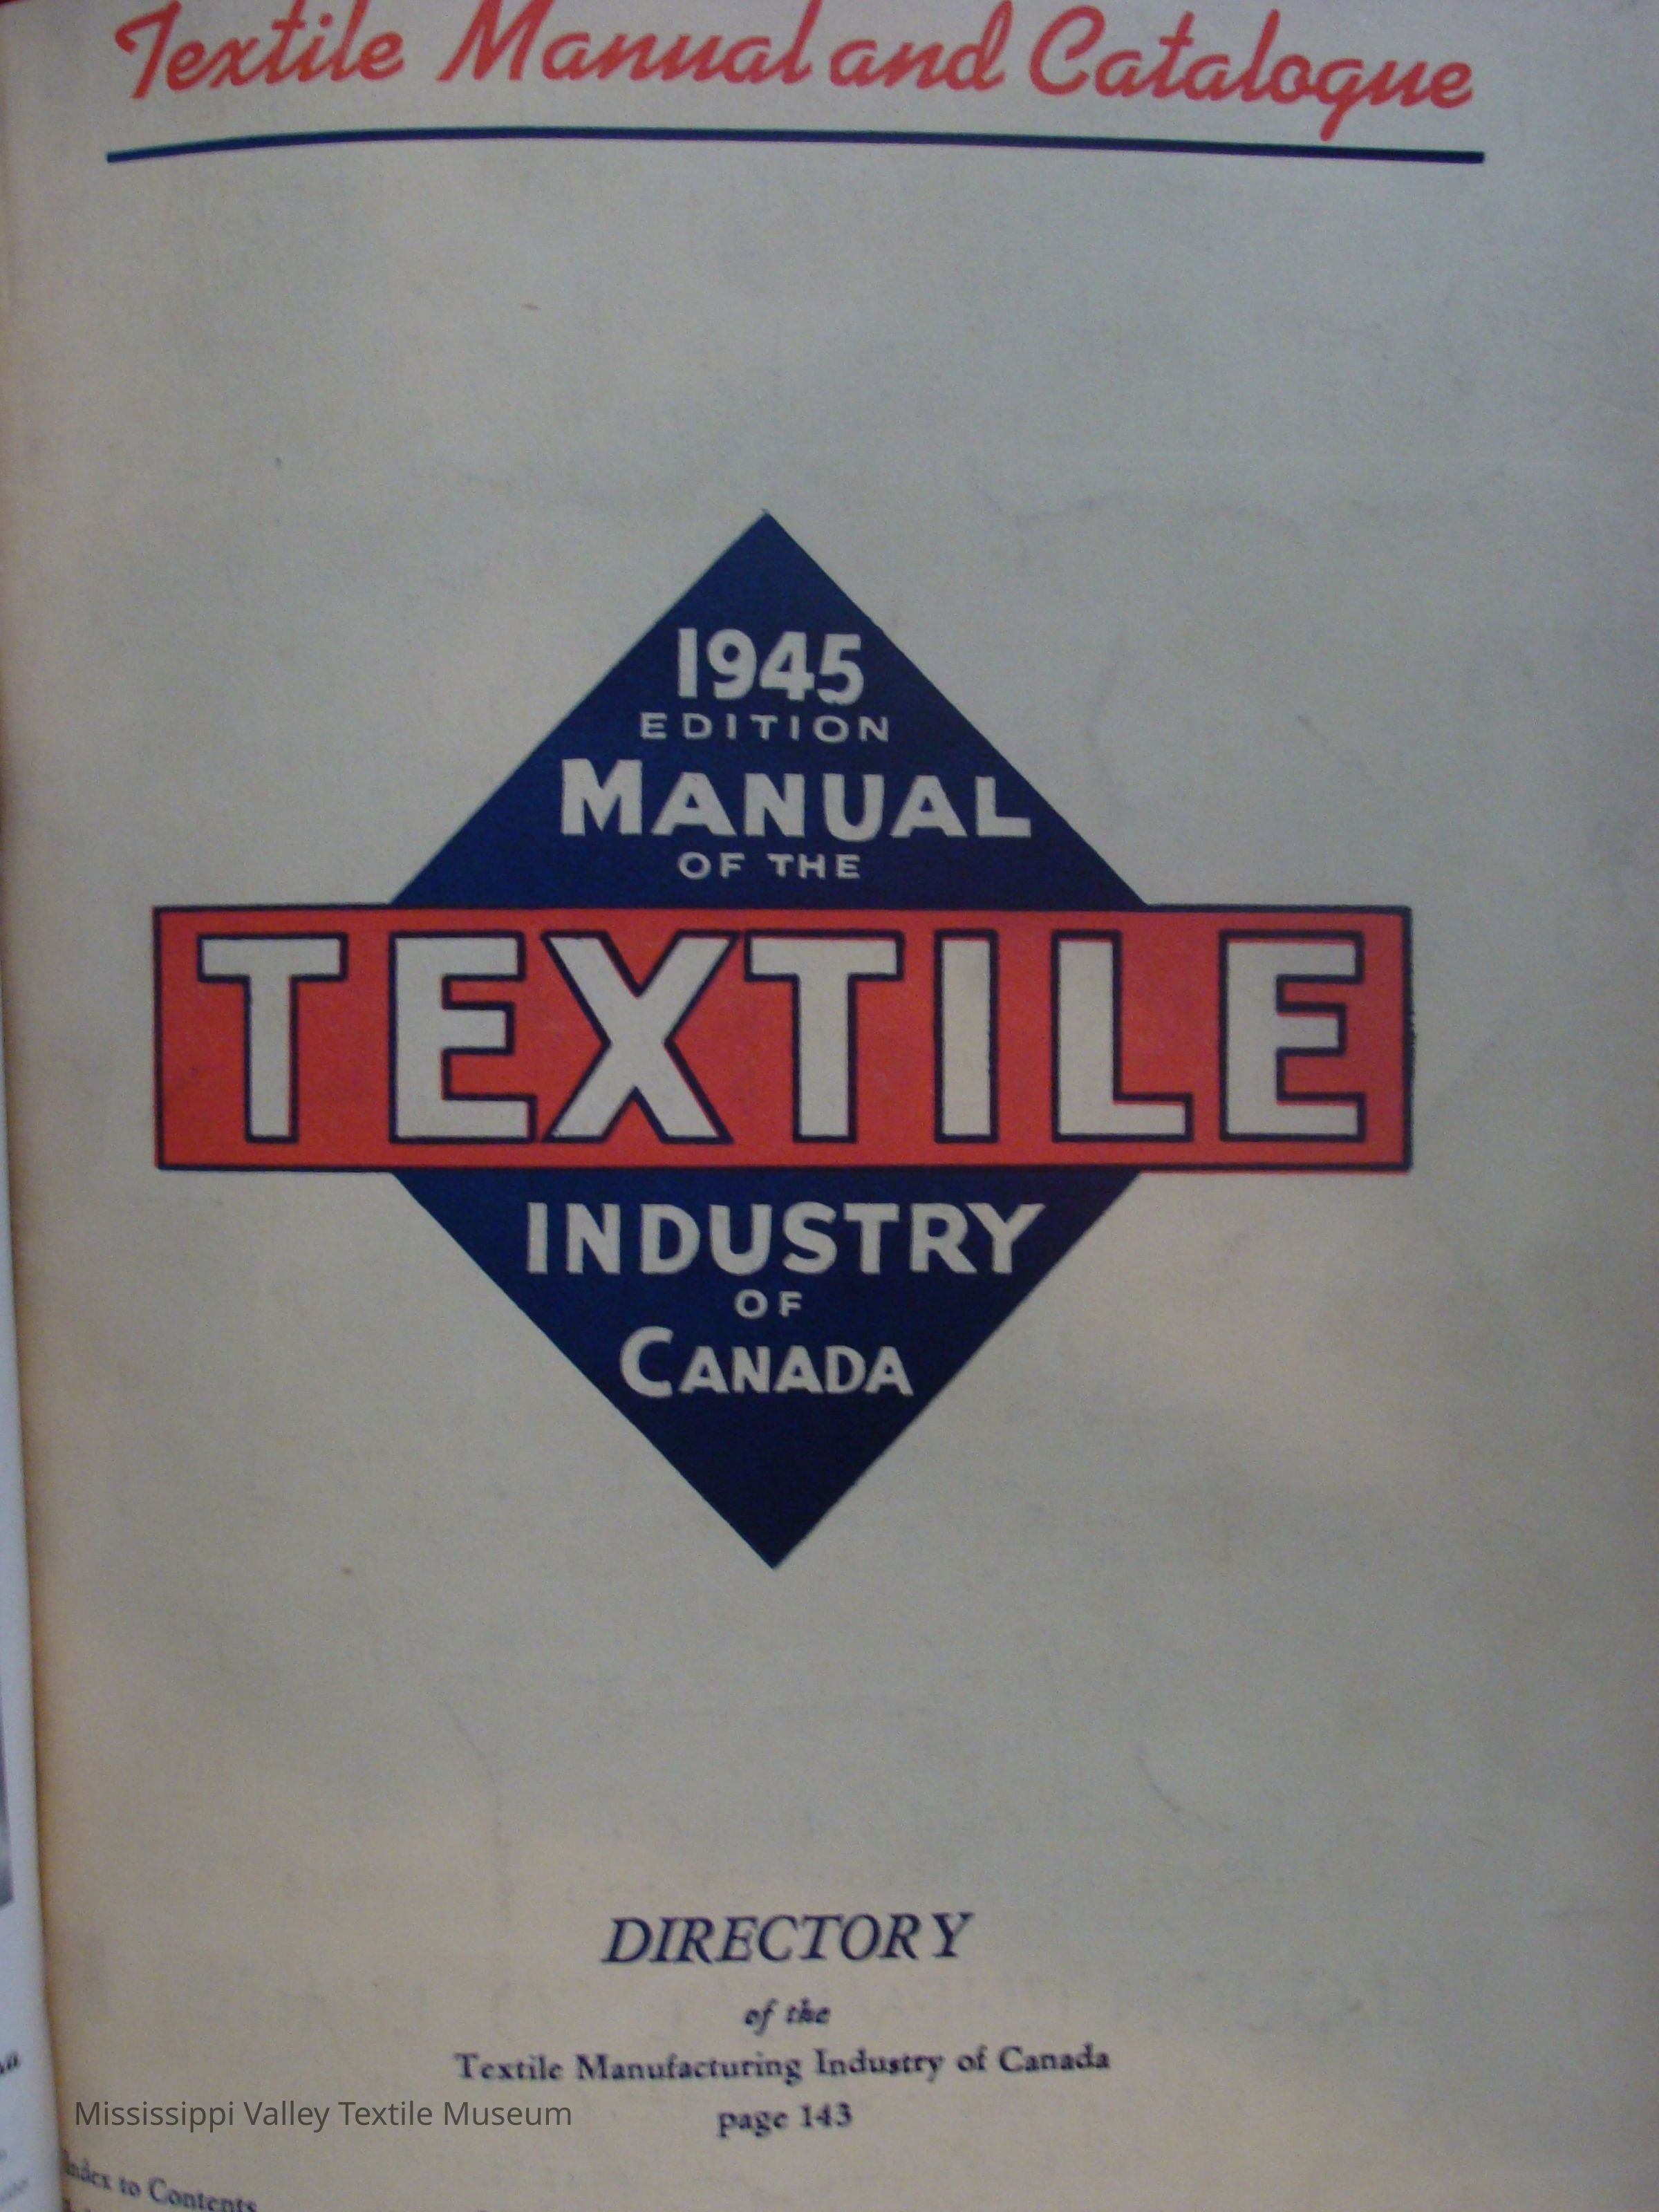 Textile Manual and Catalogue
1945
EDITION
MANUAL
OF THE
TEXTILE
INDUSTRY
OF
CANADA
DIRECTORY
of the
Textile Manufacturing Industry of Canada
page 143
Mississippi Valley Textile Museum
Index to Contents